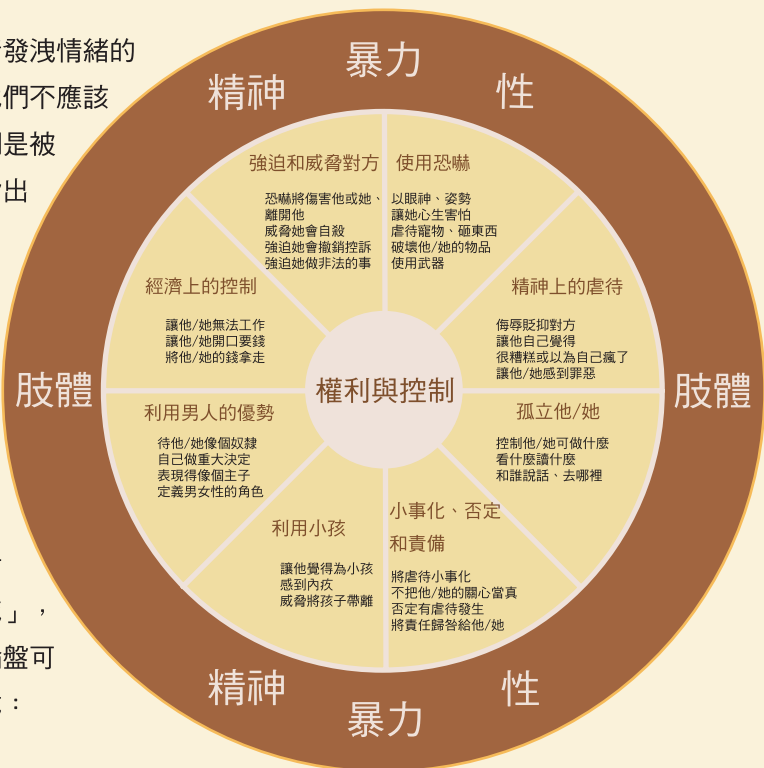 發洩情緒的
們不應該
是被
出
暴力
精神
性
強迫和威脅對方
恐嚇將傷害他或她、
離開他
威脅她會自殺
強迫她會撤銷控訴
強迫她做非法的事
使用恐嚇
以眼神、姿勢
讓她心生害怕
虐待寵物、砸東西
破壞他/她的物品
使用武器
經濟上的控制
讓他/她無法工作
讓他/她開口要錢
將他/她的錢拿走
精神上的虐待
侮辱貶抑對方
讓他自己覺得
很糟糕或以為自己瘋了
讓他/她感到罪惡
肢體
權利與控制
肢體
利用男人的優勢
待他/她像個奴隸
自己做重大決定
表現得像個主子
定義男女性的角色
孤立他/她
控制他/她可做什麼
看什麼讀什麼
和誰說話、去哪裡
利用小孩
讓他覺得為小孩
感到內疚
威脅將孩子帶離
小事化、否定
和責備
將虐待小事化
不把他/她的關心當真
否定有虐待發生
將責任歸咎給他/她
」，
盤可
：
精神
性
暴力